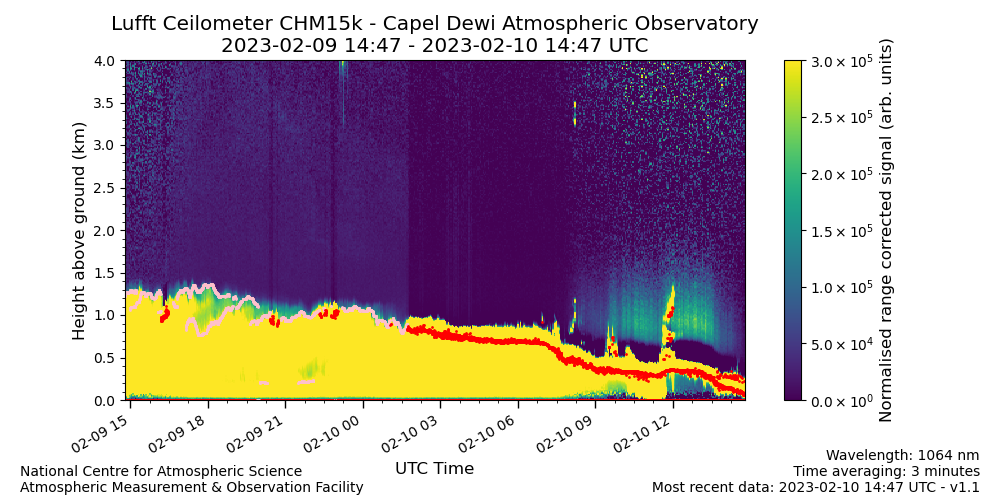 Lufft Ceilometer CHM15k - Capel Dewi Atmospheric Observatory
2023-02-09 14:47 - 2023-02-10 14:47 UTC
Height above ground (km)
4.0
3.5
3.0
2.5
2.0
1.5
1.0
0.5
0.0
02-09 15
02-09 18
02-09 21
02-10 00
02-10 03
02-10 06
02-10 09
02-10 12
UTC Time
3.0 × 10⁵
2.5 × 10⁵
2.0 × 10⁵
1.5 × 10⁵
1.0 × 10⁵
5.0 × 10⁴
0.0 × 10⁰
Normalised range corrected signal (arb. units)
National Centre for Atmospheric Science
Atmospheric Measurement & Observation Facility
Wavelength: 1064 nm
Time averaging: 3 minutes
Most recent data: 2023-02-10 14:47 UTC - v1.1